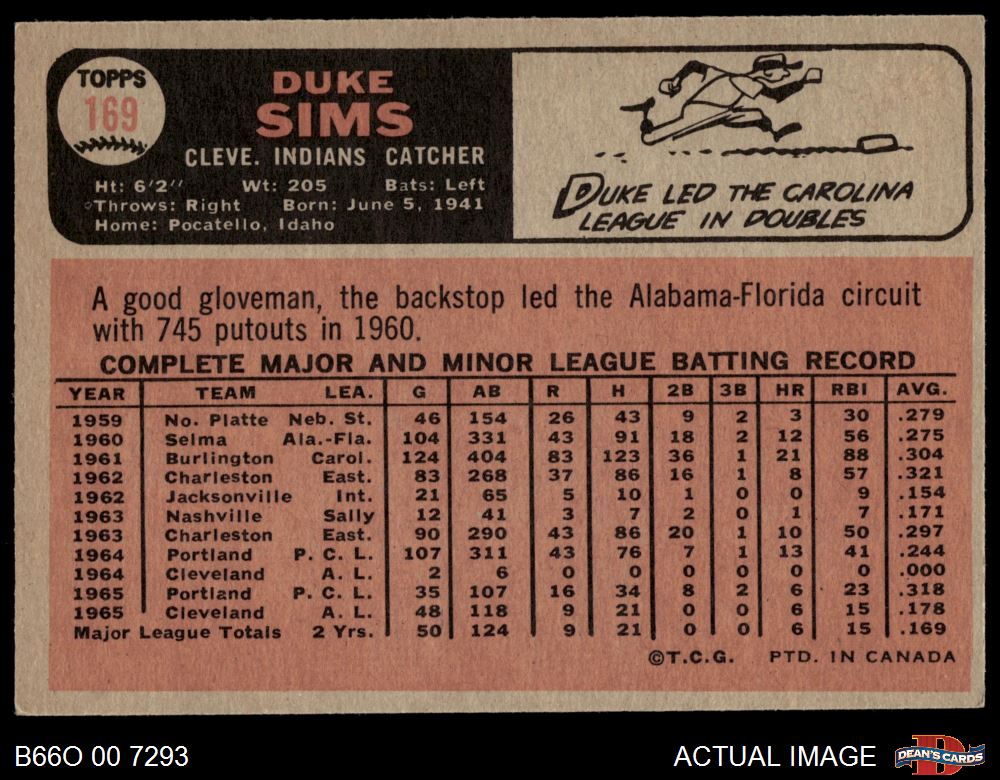 TOPPS
169
DUKE
SIMS
CLEVE. INDIANS CATCHER
Ht: 6'2" Wt: 205 Bats: Left
Throws: Right Born: June 5, 1941
Home: Pocatello, Idaho
DUKE LED THE CAROLINA
LEAGUE IN DOUBLES
A good gloveman, the backstop led the Alabama-Florida circuit
with 745 putouts in 1960.
COMPLETE MAJOR AND MINOR LEAGUE BATTING RECORD
YEAR TEAM LEA. G AB R H 2B 3B HR RBI AVG.
1959 No. Platte Neb. St. 46 154 26 43 9 2 3 30 .279
1960 Selma Ala.-Fla. 104 331 43 91 18 2 12 56 .275
1961 Burlington Carol. 124 404 83 123 36 1 21 88 .304
1962 Charleston East. 83 268 37 86 16 1 8 57 .321
1962 Jacksonville Int. 21 65 5 10 1 0 0 9 .154
1963 Nashville Sally 12 41 3 7 2 0 1 7 .171
1963 Charleston East. 90 290 43 86 20 1 10 50 .297
1964 Portland P. C. L. 107 311 43 76 7 1 13 41 .244
1964 Cleveland A. L. 2 6 0 0 0 0 0 0 .000
1965 Portland P. C. L. 35 107 16 34 8 2 6 23 .318
1965 Cleveland A. L. 48 118 9 21 0 0 6 15 .178
Major League Totals 2 Yrs. 50 124 9 21 0 0 6 15 .169
©T.C.G. PTD. IN CANADA
B66O 00 7293
ACTUAL IMAGE
DEAN'S CARDS